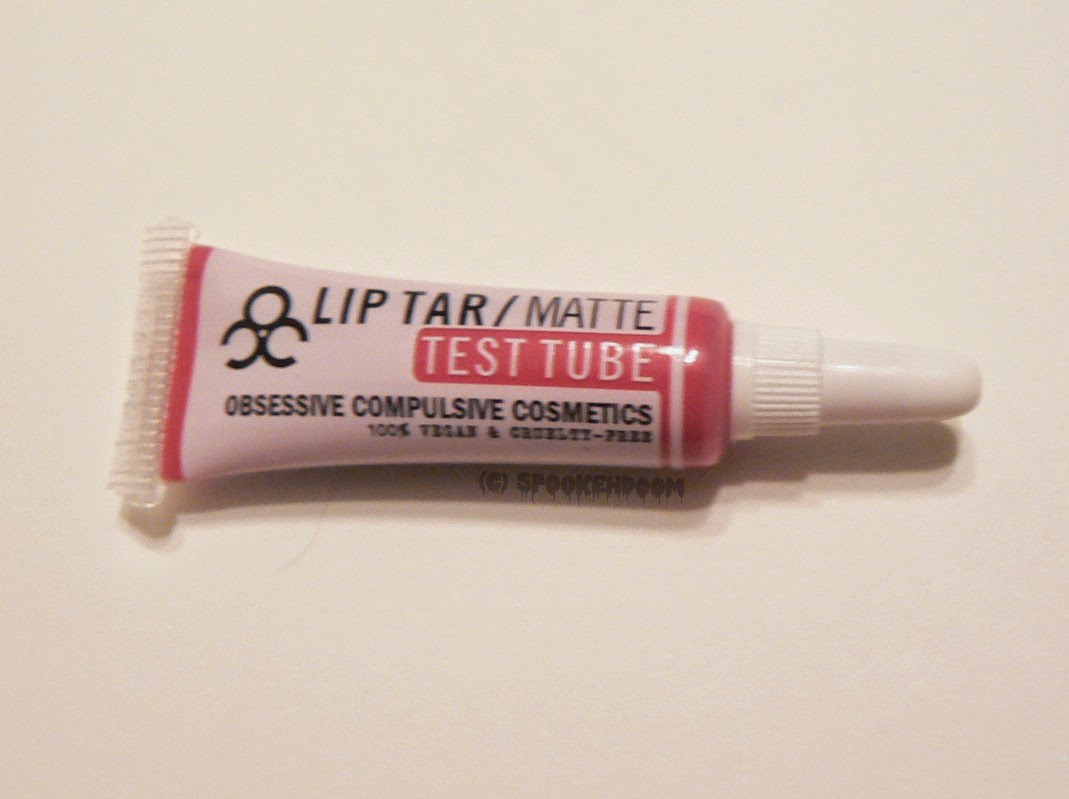 LIP TAR/MATTE
TEST TUBE
OBSESSIVE COMPULSIVE COSMETICS
100% VEGAN & CRUELTY-FREE
(C) SPOOKEHDOOM